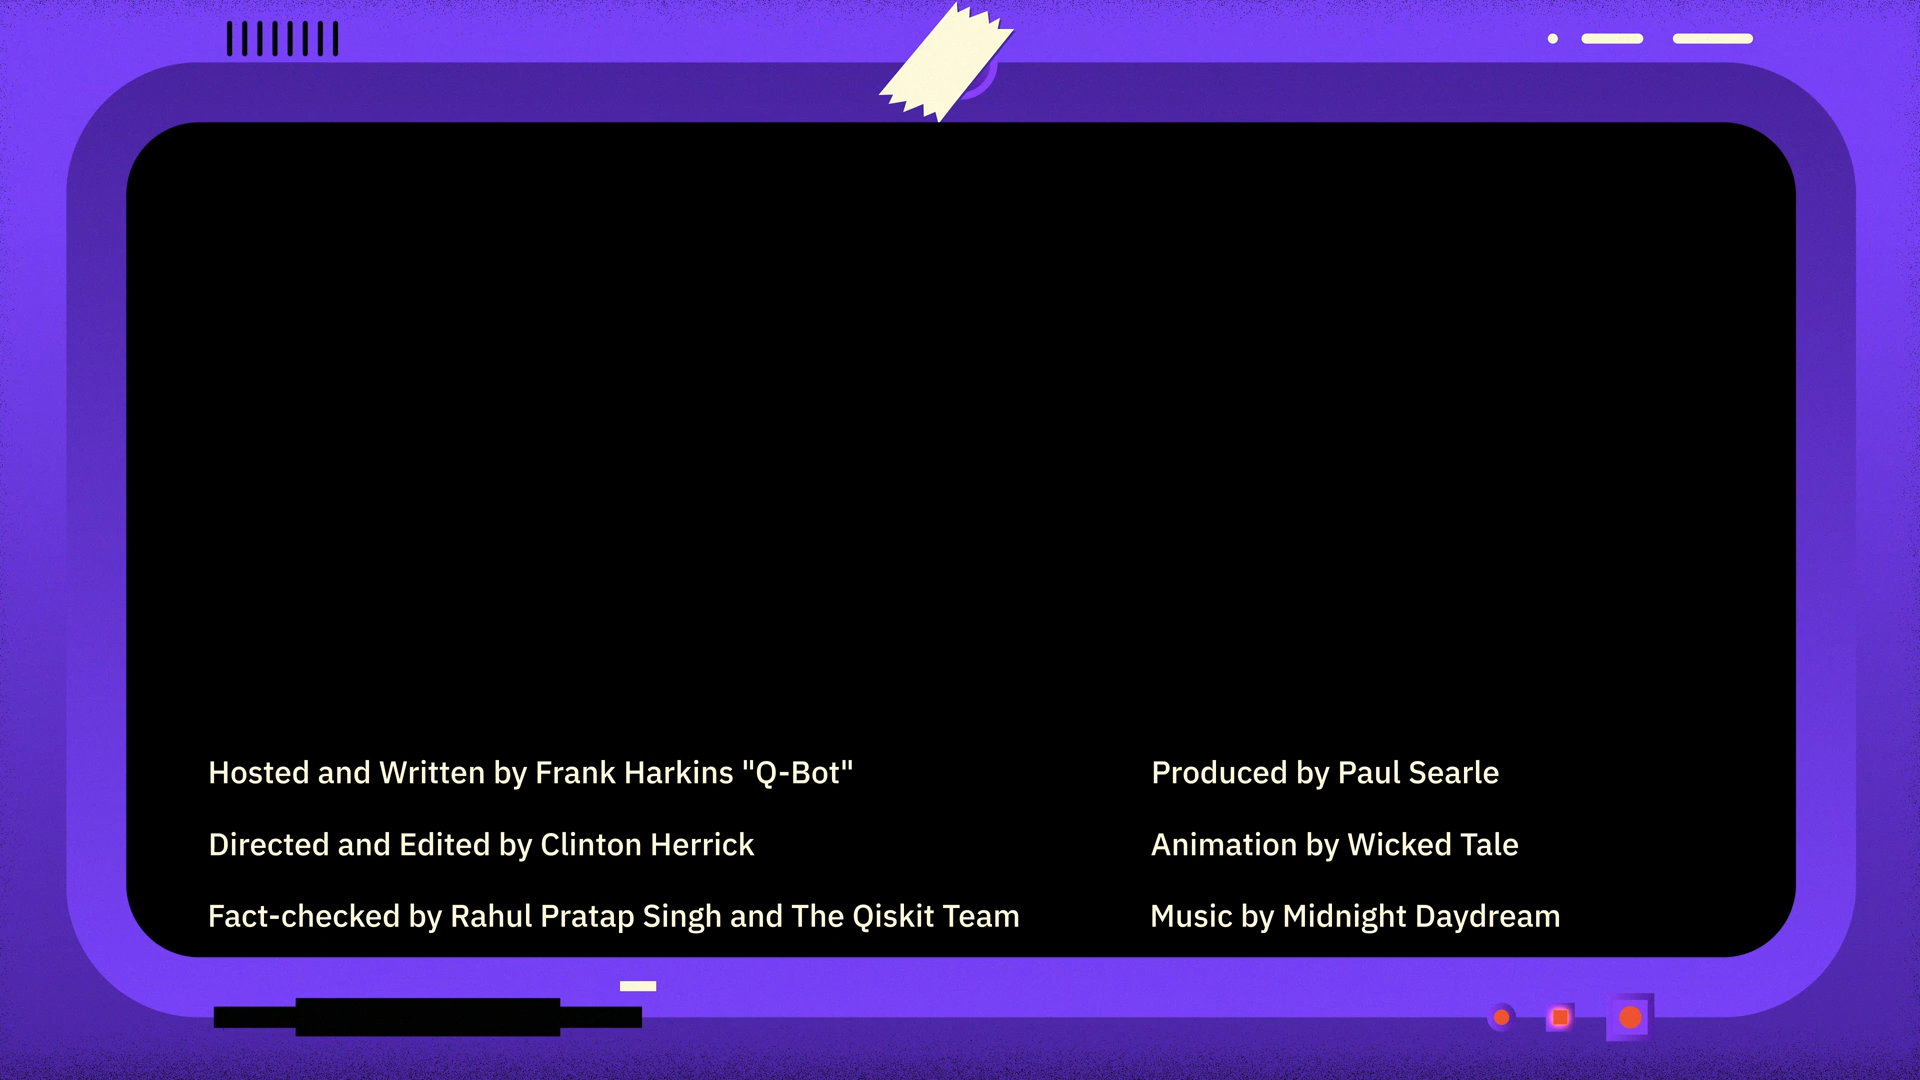 Hosted and Written by Frank Harkins "Q-Bot"
Directed and Edited by Clinton Herrick
Fact-checked by Rahul Pratap Singh and The Qiskit Team
Produced by Paul Searle
Animation by Wicked Tale
Music by Midnight Daydream